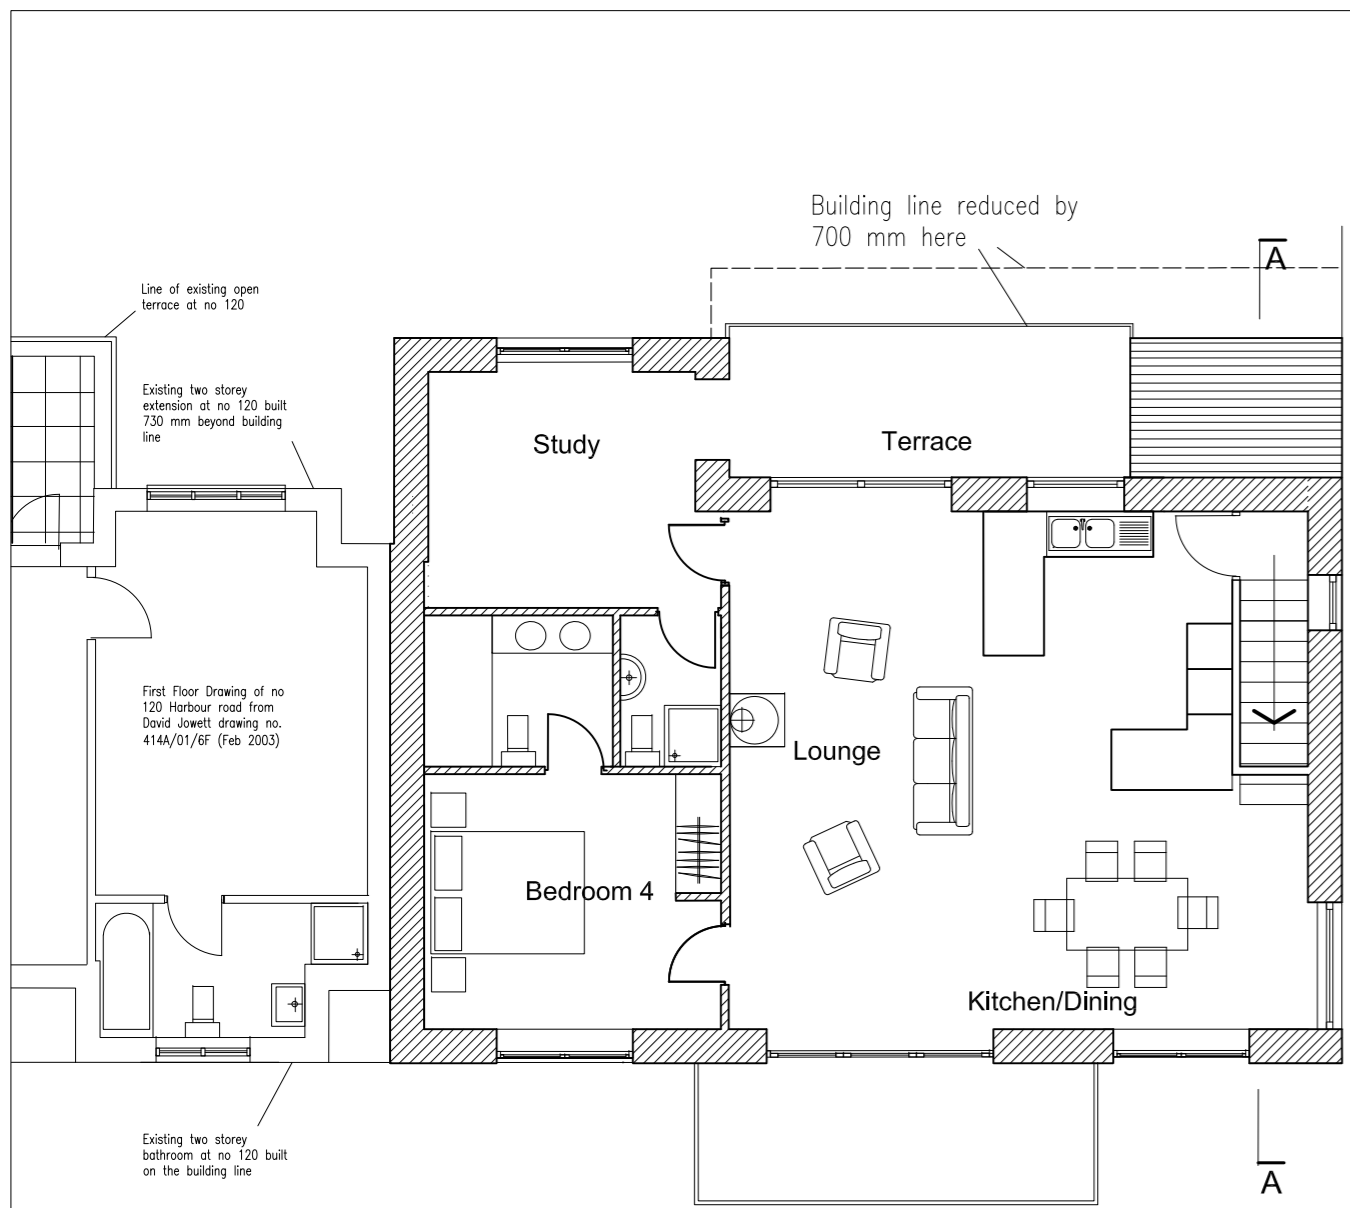 Building line reduced by
700 mm here
A
Line of existing open
terrace at no 120
Existing two storey
extension at no 120 built
730 mm beyond building
line
Study
Terrace
First Floor Drawing of no
120 Harbour road from
David Jowett drawing no.
414A/01/6F (Feb 2003)
Lounge
Bedroom 4
Kitchen/Dining
Existing two storey
bathroom at no 120 built
on the building line
A